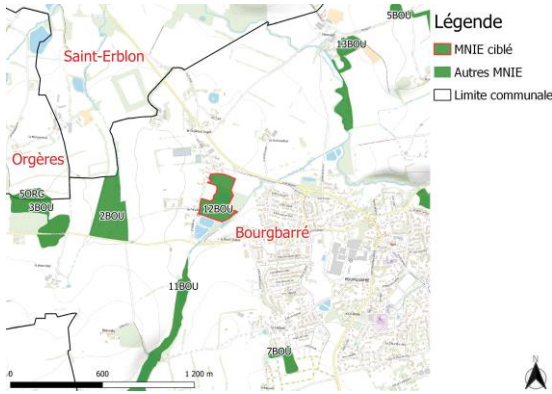 5BOU
Légende
Saint-Erblon
13BOU
MNIE ciblé
Autres MNIE
Limite communale
Orgères
5ORG
3BOU
2BOU
12BOU
Bourgbarré
11BOU
7BOU
0 600 1 200 m
N